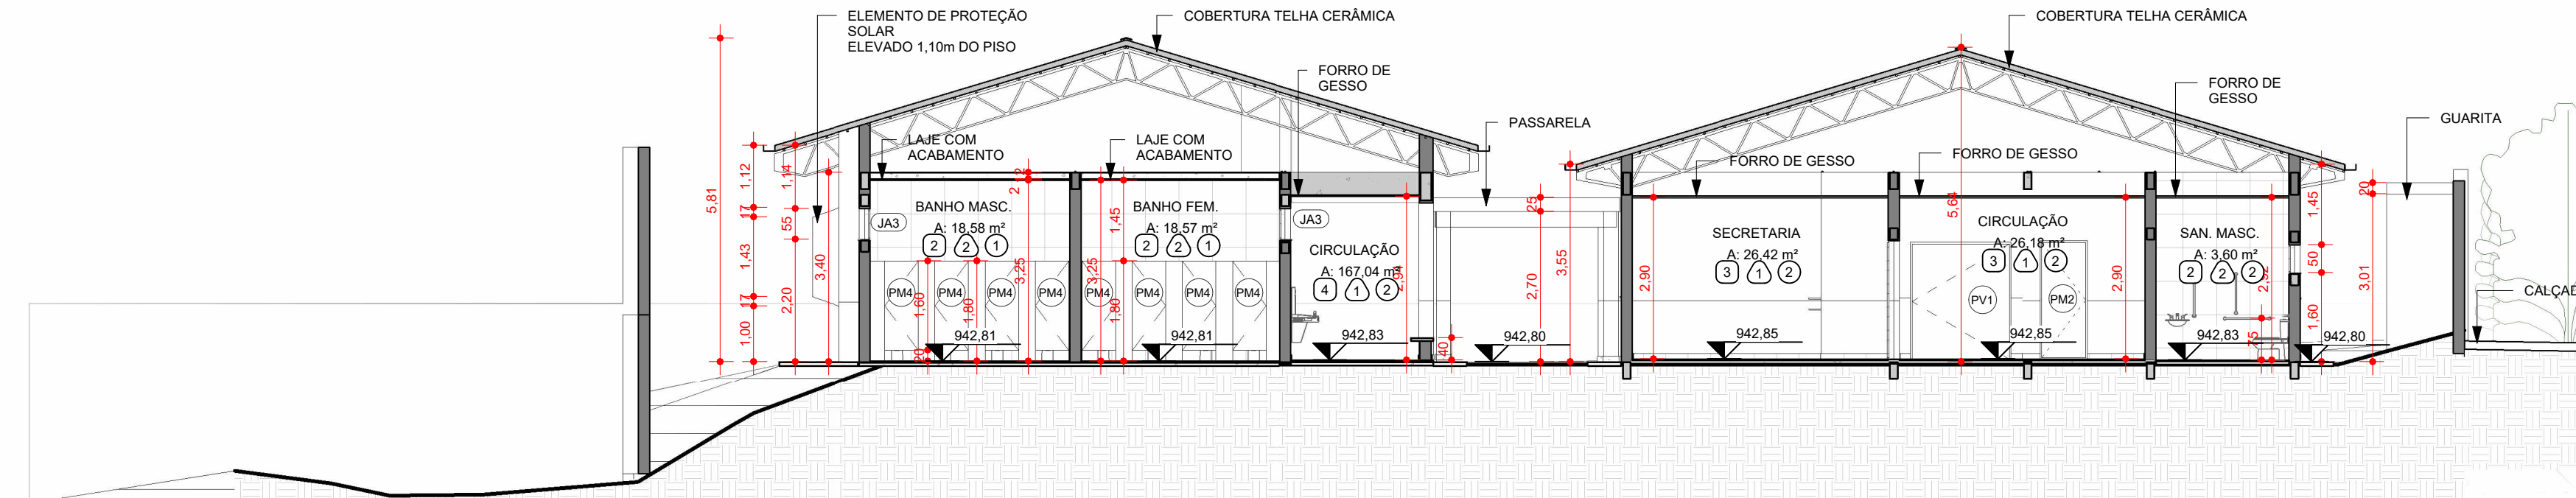 ELEMENTO DE PROTEÇÃO
SOLAR
ELEVADO 1,10m DO PISO
COBERTURA TELHA CERÂMICA
FORRO DE
GESSO
COBERTURA TELHA CERÂMICA
FORRO DE
GESSO
PASSARELA
GUARITA
LAJE COM
ACABAMENTO
LAJE COM
ACABAMENTO
FORRO DE GESSO
FORRO DE GESSO
5,81
1,12
17
1,43
17
1,00
1,14
55
2,20
3,40
JA3
BANHO MASC.
A: 18,58 m²
2 2 1
PM4 PM4 PM4 PM4
1,60
20
1,80
3,25
2
12
942,81
BANHO FEM.
A: 18,57 m²
2 2 1
PM4 PM4 PM4 PM4
3,25
1,45
1,80
942,81
JA3
CIRCULAÇÃO
A: 167,04 m²
4 1 2
2,94
942,83
40
942,80
25
2,70
3,55
SECRETARIA
A: 26,42 m²
3 1 2
2,90
942,85
5,64
CIRCULAÇÃO
A: 26,18 m²
3 1 2
PV1
PM2
2,90
942,85
SAN. MASC.
A: 3,60 m²
2 2 2
2,92
75
942,83
1,45
50
1,60
942,80
20
3,01